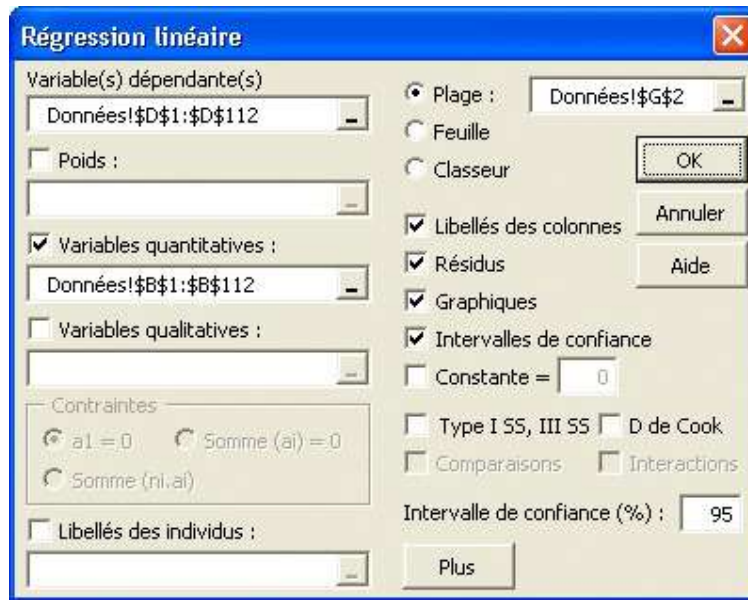 Régression linéaire
Variable(s) dépendante(s)
Données!$D$1:$D$112
Poids :
Variables quantitatives :
Données!$B$1:$B$112
Variables qualitatives :
Contraintes
a1 = 0
Somme (ai) = 0
Somme (ni.ai)
Libellés des individus :
Plage :
Données!$G$2
Feuille
Classeur
OK
Annuler
Aide
Libellés des colonnes
Résidus
Graphiques
Intervalles de confiance
Constante =
0
Type I SS, III SS
D de Cook
Comparaisons
Interactions
Intervalle de confiance (%) :
95
Plus